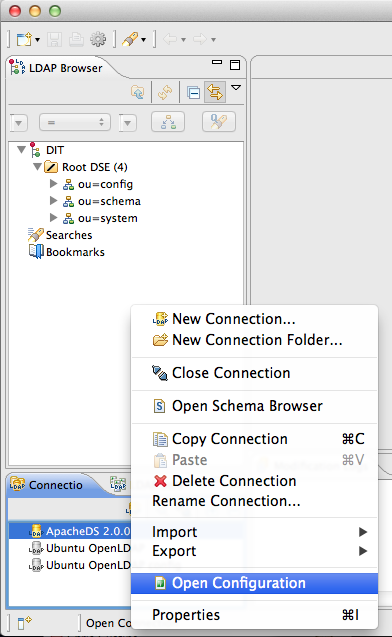 LDAP Browser
=
DIT
Root DSE (4)
ou=config
ou=schema
ou=system
Searches
Bookmarks
New Connection...
New Connection Folder...
Close Connection
Open Schema Browser
Copy Connection ⌘C
Paste ⌘V
Delete Connection
Rename Connection...
Import
Export
Open Configuration
Properties ⌘I
Connectio
ApacheDS 2.0.0
Ubuntu OpenLD
Ubuntu OpenLD
Open Co